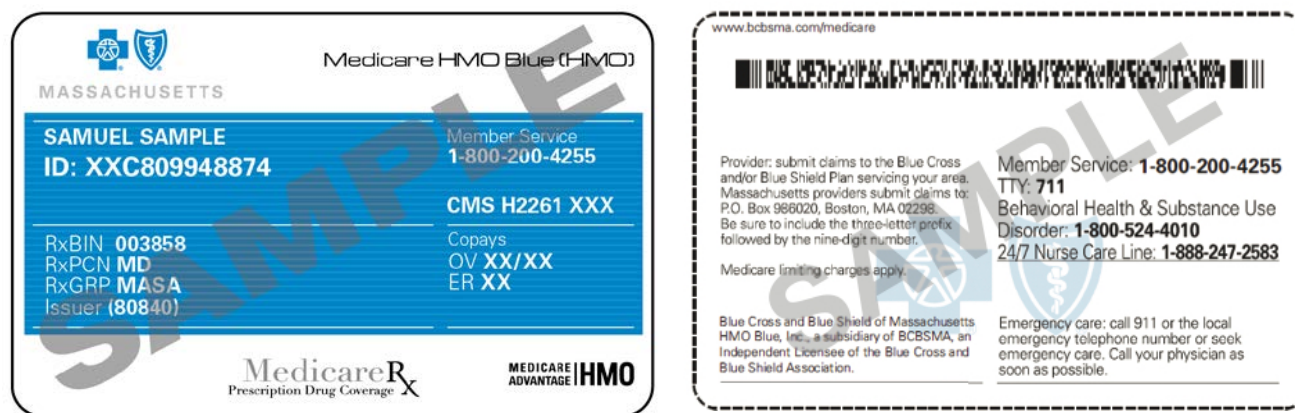 MASSACHUSETTS
Medicare HMO Blue (HMO)
SAMUEL SAMPLE
ID: XXC809948874
Member Service
1-800-200-4255
CMS H2261 XXX
RxBIN 003858
RxPCN MD
RxGRP MASA
Issuer (80840)
Copays
OV XX/XX
ER XX
MedicareRx
Prescription Drug Coverage
MEDICARE
ADVANTAGE HMO
SAMPLE
www.bcbsma.com/medicare
Provider: submit claims to the Blue Cross
and/or Blue Shield Plan servicing your area.
Massachusetts providers submit claims to:
P.O. Box 986020, Boston, MA 02298.
Be sure to include the three-letter prefix
followed by the nine-digit number.
Medicare limiting charges apply.
Blue Cross and Blue Shield of Massachusetts
HMO Blue, Inc., a subsidiary of BCBSMA, an
Independent Licensee of the Blue Cross and
Blue Shield Association.
Member Service: 1-800-200-4255
TTY: 711
Behavioral Health & Substance Use
Disorder: 1-800-524-4010
24/7 Nurse Care Line: 1-888-247-2583
Emergency care: call 911 or the local
emergency telephone number or seek
emergency care. Call your physician as
soon as possible.
SAMPLE